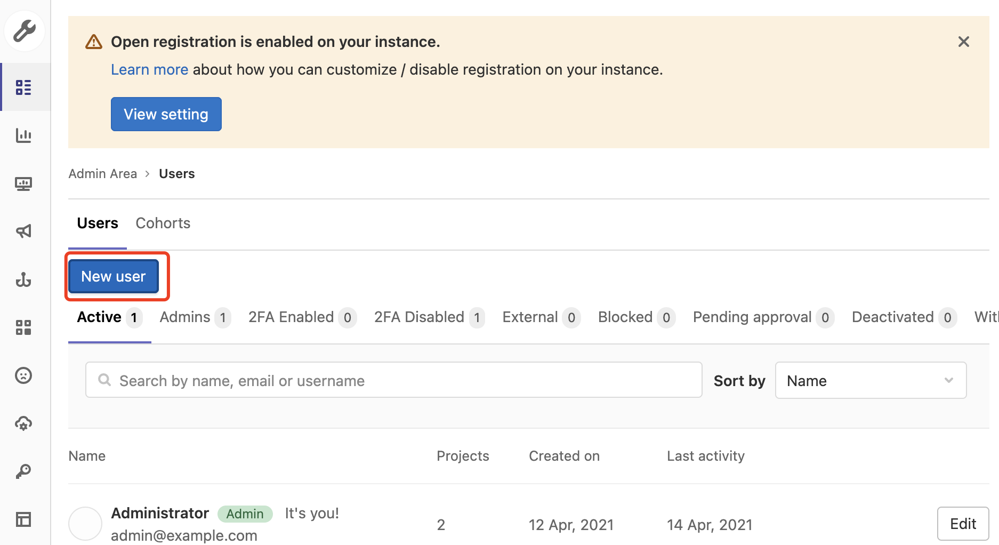 Open registration is enabled on your instance.
Learn more about how you can customize / disable registration on your instance.
View setting
Admin Area › Users
Users Cohorts
New user
Active 1 Admins 1 2FA Enabled 0 2FA Disabled 1 External 0 Blocked 0 Pending approval 0 Deactivated 0
Search by name, email or username Sort by Name
Name Projects Created on Last activity
Administrator Admin It's you!
admin@example.com 2 12 Apr, 2021 14 Apr, 2021 Edit